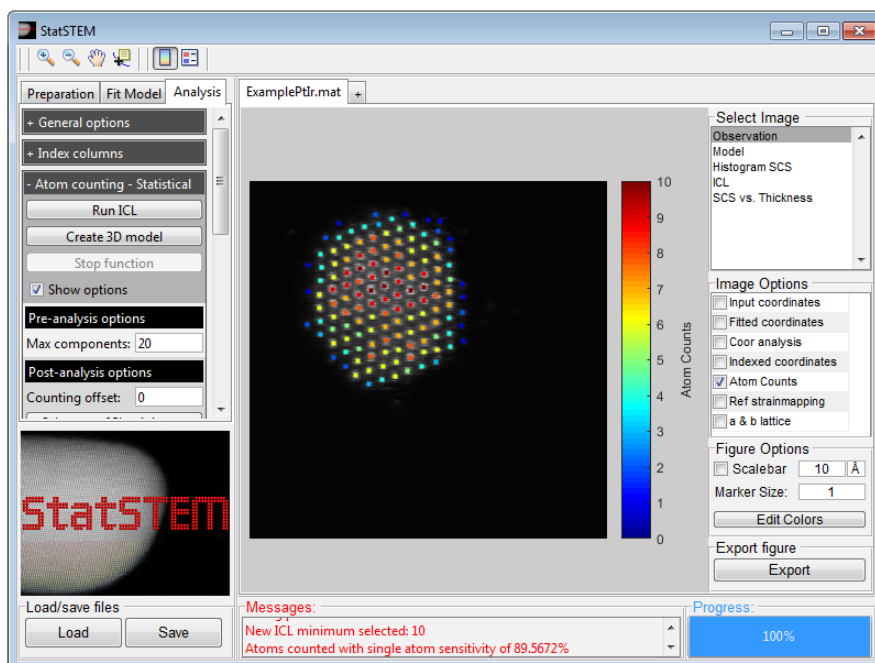 StatSTEM
Preparation
Fit Model
Analysis
+ General options
+ Index columns
- Atom counting - Statistical
Run ICL
Create 3D model
Stop function
Show options
Pre-analysis options
Max components: 20
Post-analysis options
Counting offset: 0
StatSTEM
Load/save files
Load
Save
ExamplePtIr.mat
+
10
9
8
7
6
5
4
3
2
1
0
Atom Counts
Select Image
Observation
Model
Histogram SCS
ICL
SCS vs. Thickness
Image Options
Input coordinates
Fitted coordinates
Coor analysis
Indexed coordinates
Atom Counts
Ref strainmapping
a & b lattice
Figure Options
Scalebar 10 Å
Marker Size: 1
Edit Colors
Export figure
Export
Messages:
New ICL minimum selected: 10
Atoms counted with single atom sensitivity of 89.5672%
Progress:
100%